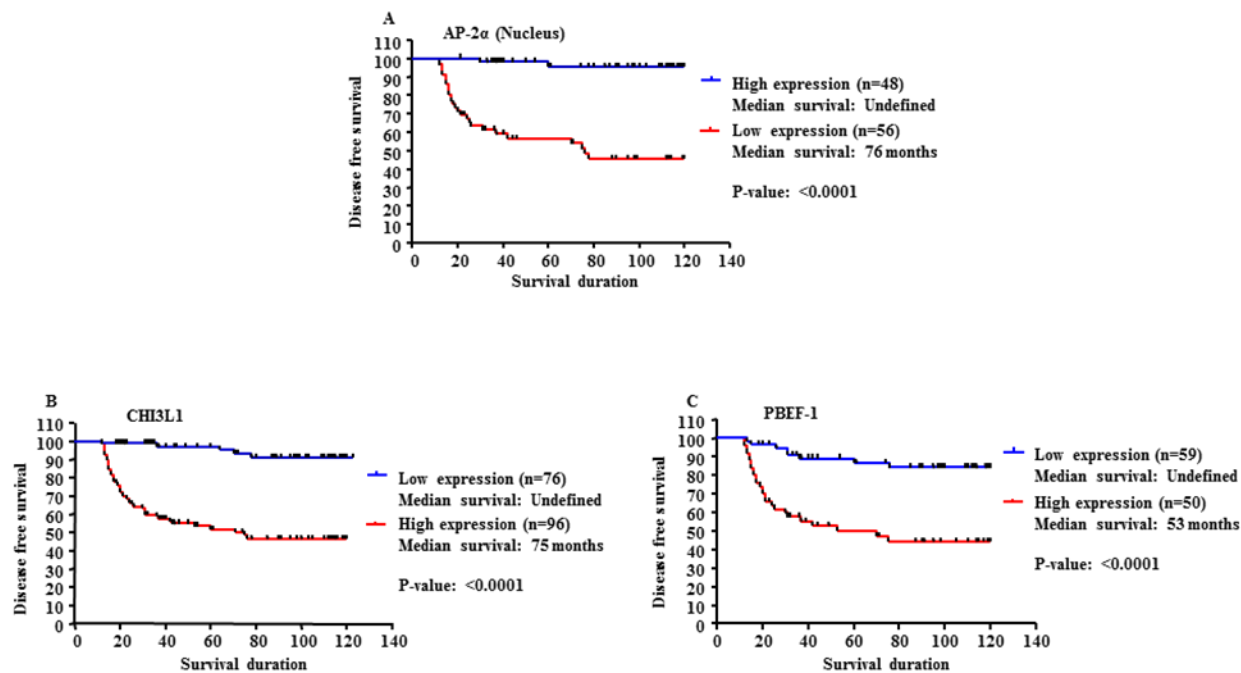 A
AP-2α (Nucleus)
Disease free survival
110
100
90
80
70
60
50
40
30
20
10
0
0 20 40 60 80 100 120 140
Survival duration
High expression (n=48)
Median survival: Undefined
Low expression (n=56)
Median survival: 76 months
P-value: <0.0001
B
CHI3L1
Disease free survival
110
100
90
80
70
60
50
40
30
20
10
0
0 20 40 60 80 100 120 140
Survival duration
Low expression (n=76)
Median survival: Undefined
High expression (n=96)
Median survival: 75 months
P-value: <0.0001
C
PBEF-1
Disease free survival
110
100
90
80
70
60
50
40
30
20
10
0
0 20 40 60 80 100 120 140
Survival duration
Low expression (n=59)
Median survival: Undefined
High expression (n=50)
Median survival: 53 months
P-value: <0.0001